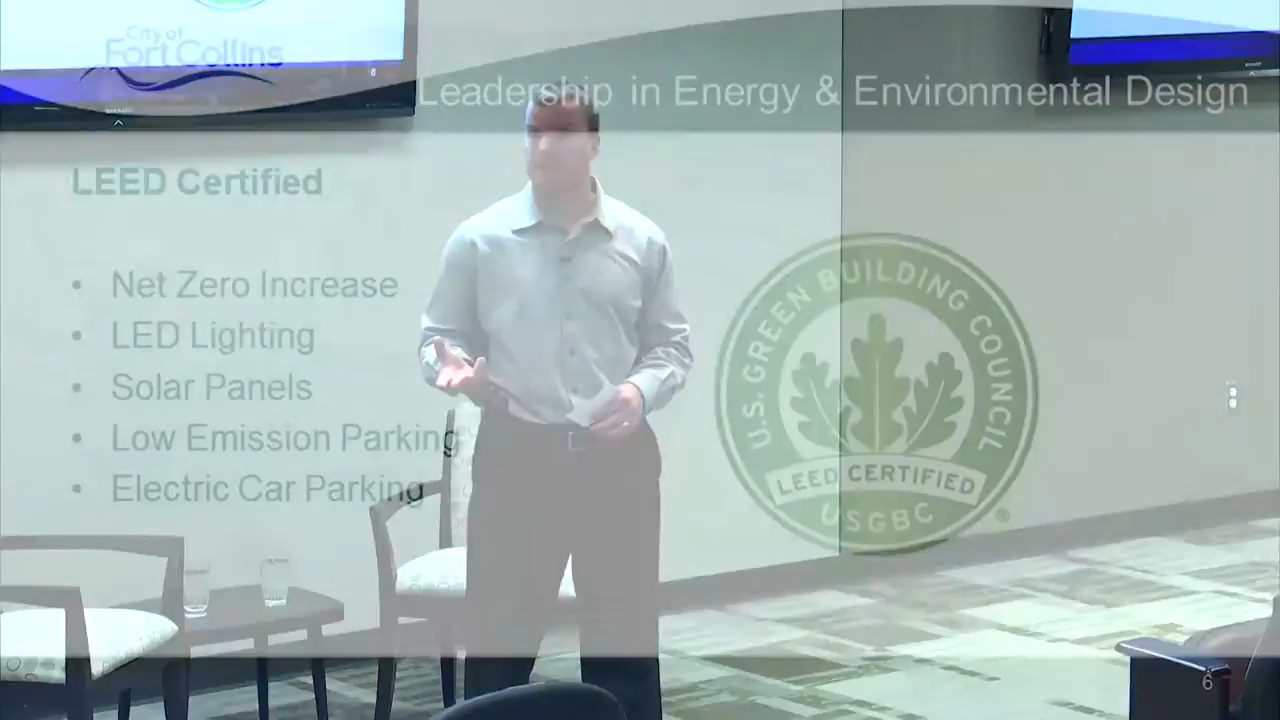 City of
Fort Collins
Leadership in Energy & Environmental Design
LEED Certified
• Net Zero Increase
• LED Lighting
• Solar Panels
• Low Emission Parking
• Electric Car Parking
U.S. GREEN BUILDING COUNCIL
LEED CERTIFIED
USGBC
®
6